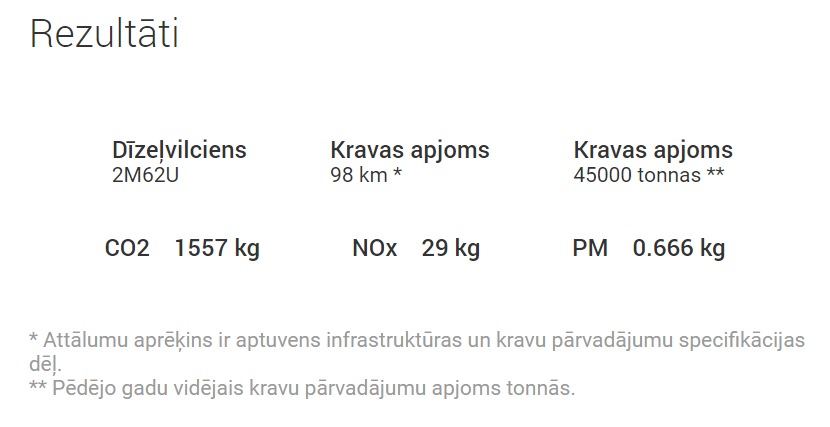 Rezultāti
Dīzeļvilciens
2M62U
Kravas apjoms
98 km *
Kravas apjoms
45000 tonnas **
CO2 1557 kg
NOx 29 kg
PM 0.666 kg
* Attālumu aprēķins ir aptuvens infrastruktūras un kravu pārvadājumu specifikācijas
dēļ.
** Pēdējo gadu vidējais kravu pārvadājumu apjoms tonnās.